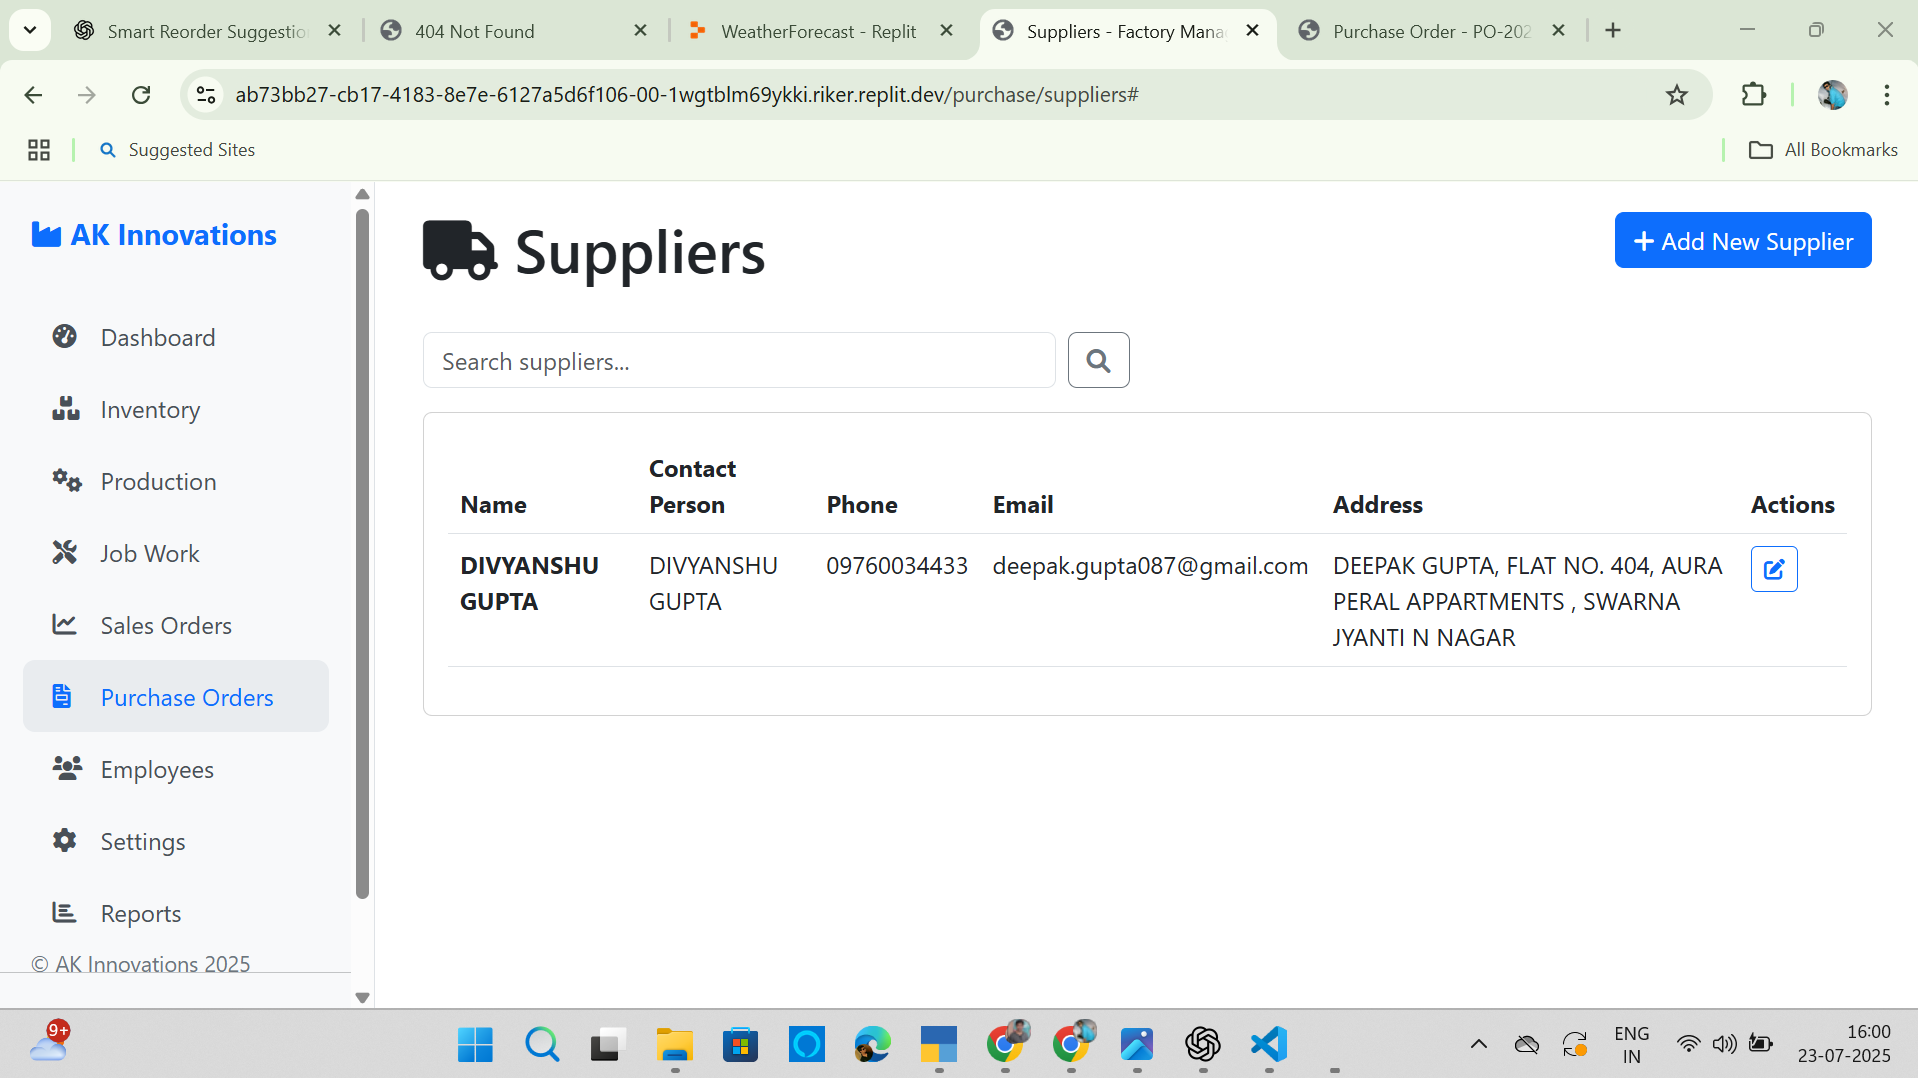 Smart Reorder Suggestio
404 Not Found
WeatherForecast - Replit
Suppliers - Factory Mana
Purchase Order - PO-202
ab73bb27-cb17-4183-8e7e-6127a5d6f106-00-1wgtblm69ykki.riker.replit.dev/purchase/suppliers#
Suggested Sites
All Bookmarks
AK Innovations
Dashboard
Inventory
Production
Job Work
Sales Orders
Purchase Orders
Employees
Settings
Reports
© AK Innovations 2025
Suppliers
Add New Supplier
Search suppliers...
Name
Contact
Person
Phone
Email
Address
Actions
DIVYANSHU
GUPTA
DIVYANSHU
GUPTA
09760034433
deepak.gupta087@gmail.com
DEEPAK GUPTA, FLAT NO. 404, AURA
PERAL APPARTMENTS , SWARNA
JYANTI N NAGAR
9+
ENG
IN
16:00
23-07-2025